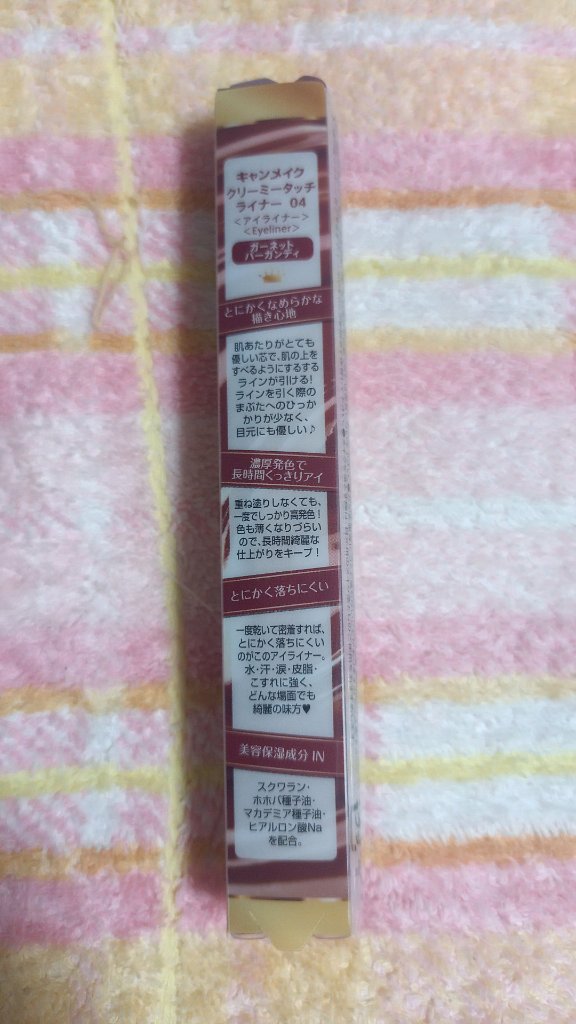 キャンメイク
クリーミータッチ
ライナー 04
＜アイライナー＞
＜Eyeliner＞
ガーネット
バーガンディ
とにかくなめらかな
描き心地
肌あたりがとても
優しい芯で、肌の上を
すべるようにするする
ラインが引ける！
ラインを引く際の
まぶたへのひっか
かりが少なく、
目元にも優しい♪
濃厚発色で
長時間くっきりアイ
重ね塗りしなくても、
一度でしっかり高発色！
色も薄くなりづらい
ので、長時間綺麗な
仕上がりをキープ！
とにかく落ちにくい
一度乾いて密着すれば、
とにかく落ちにくい
のがこのアイライナー。
水・汗・涙・皮脂・
こすれに強く、
どんな場面でも
綺麗の味方♥
美容保湿成分 IN
スクワラン・
ホホバ種子油・
マカデミア種子油・
ヒアルロン酸Na
を配合。